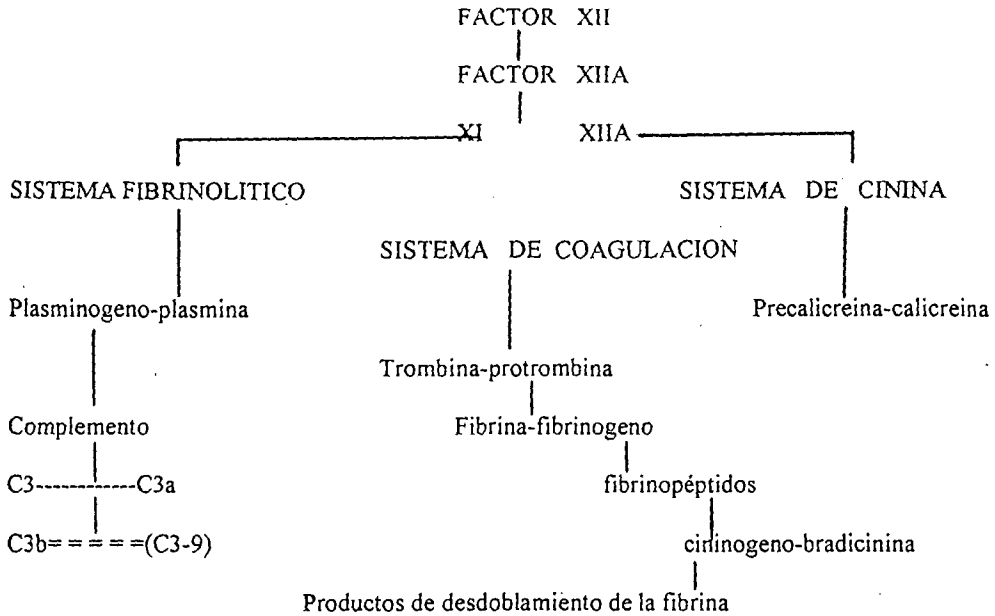 FACTOR XII
FACTOR XIIA
XI XIIA
SISTEMA FIBRINOLITICO SISTEMA DE CININA
SISTEMA DE COAGULACION
Plasminogeno-plasmina Precalicreina-calicreina
Trombina-protrombina
Complemento Fibrina-fibrinogeno
C3-----------C3a fibrinopéptidos
C3b= = = = =(C3-9) cininogeno-bradicinina
Productos de desdoblamiento de la fibrina